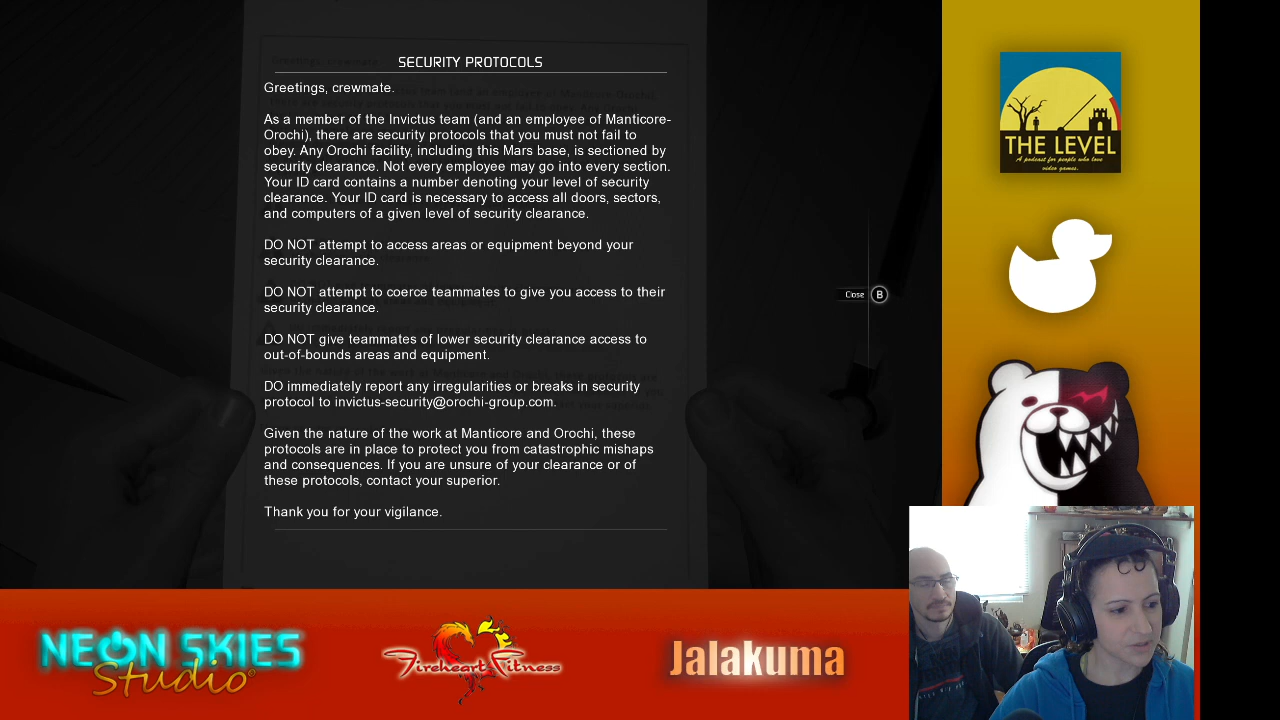 SECURITY PROTOCOLS
Greetings, crewmate.
As a member of the Invictus team (and an employee of Manticore-
Orochi), there are security protocols that you must not fail to
obey. Any Orochi facility, including this Mars base, is sectioned by
security clearance. Not every employee may go into every section.
Your ID card contains a number denoting your level of security
clearance. Your ID card is necessary to access all doors, sectors,
and computers of a given level of security clearance.
DO NOT attempt to access areas or equipment beyond your
security clearance.
DO NOT attempt to coerce teammates to give you access to their
security clearance.
DO NOT give teammates of lower security clearance access to
out-of-bounds areas and equipment.
DO immediately report any irregularities or breaks in security
protocol to invictus-security@orochi-group.com.
Given the nature of the work at Manticore and Orochi, these
protocols are in place to protect you from catastrophic mishaps
and consequences. If you are unsure of your clearance or of
these protocols, contact your superior.
Thank you for your vigilance.
Close B
THE LEVEL
A podcast for people who love
video games.
NEON SKIES
Studio
Fireheart Fitness
Jalakuma